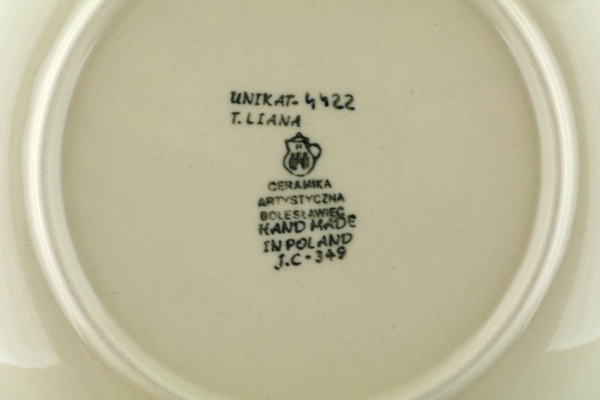 UNIKAT-4422
T. LIANA
CERAMIKA
ARTYSTYCZNA
BOLESŁAWIEC
HAND MADE
IN POLAND
J.C-349